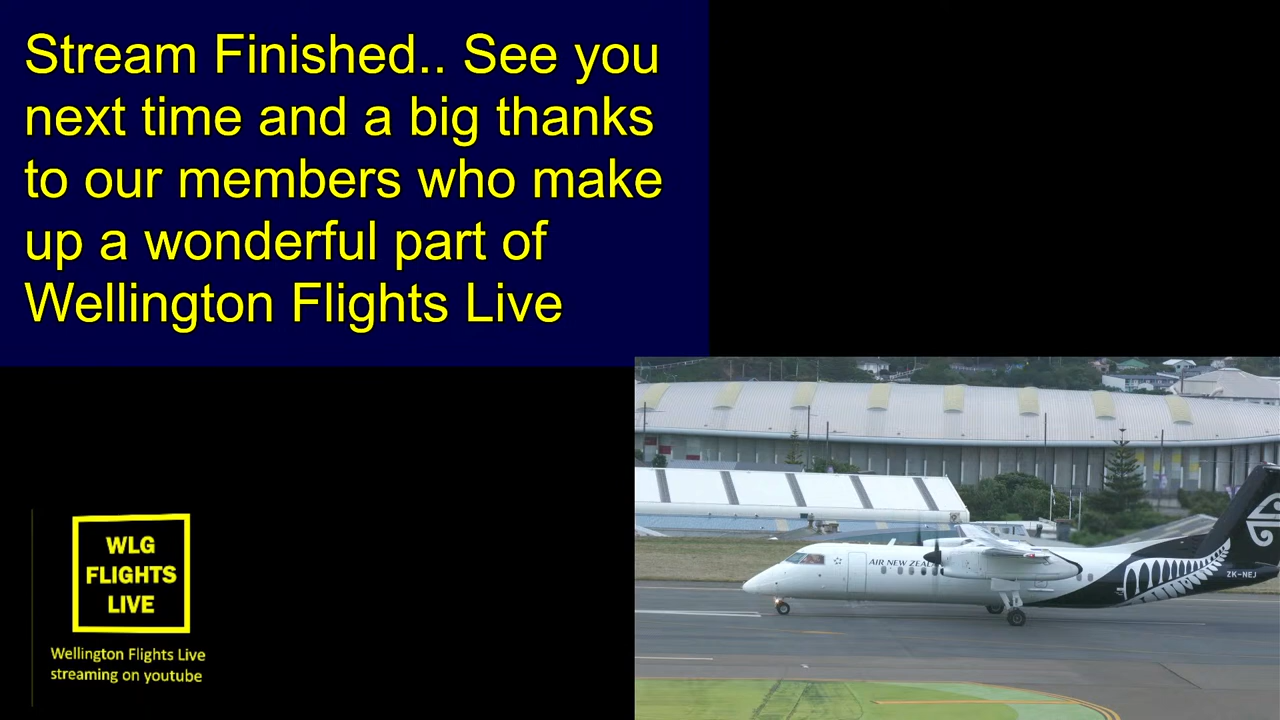 Stream Finished.. See you
next time and a big thanks
to our members who make
up a wonderful part of
Wellington Flights Live
AIR NEW ZEAL
ZK-NEJ
WLG
FLIGHTS
LIVE
Wellington Flights Live
streaming on youtube